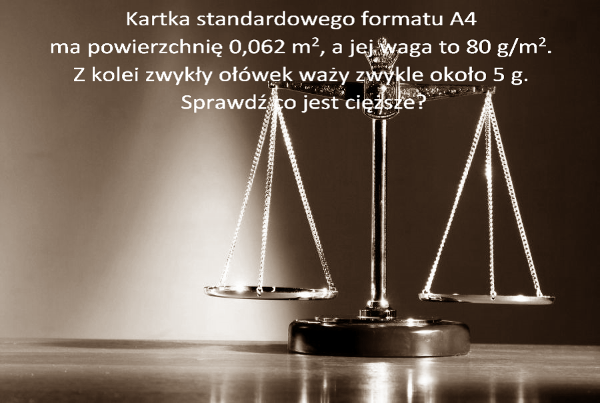 Kartka standardowego formatu A4
ma powierzchnię 0,062 m², a jej waga to 80 g/m².
Z kolei zwykły ołówek waży zwykle około 5 g.
Sprawdź co jest cięższe?